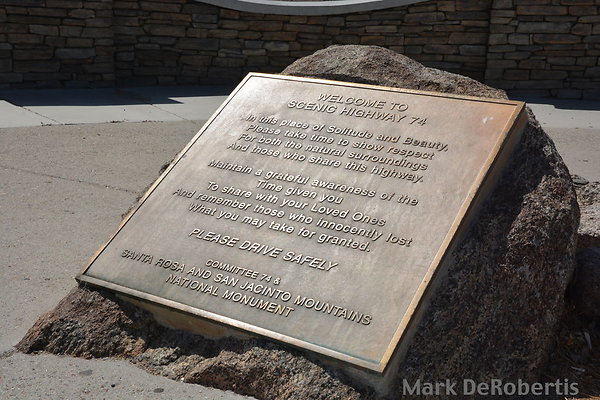 WELCOME TO
SCENIC HIGHWAY 74
In this place of Solitude and Beauty,
Please take time to show respect
For both the natural surroundings
And those who share this highway.
Maintain a grateful awareness of the
Time given you
To share with your Loved Ones
And remember those who innocently lost
What you may take for granted.
PLEASE DRIVE SAFELY
COMMITTEE 74 &
SANTA ROSA AND SAN JACINTO MOUNTAINS
NATIONAL MONUMENT
Mark DeRobertis